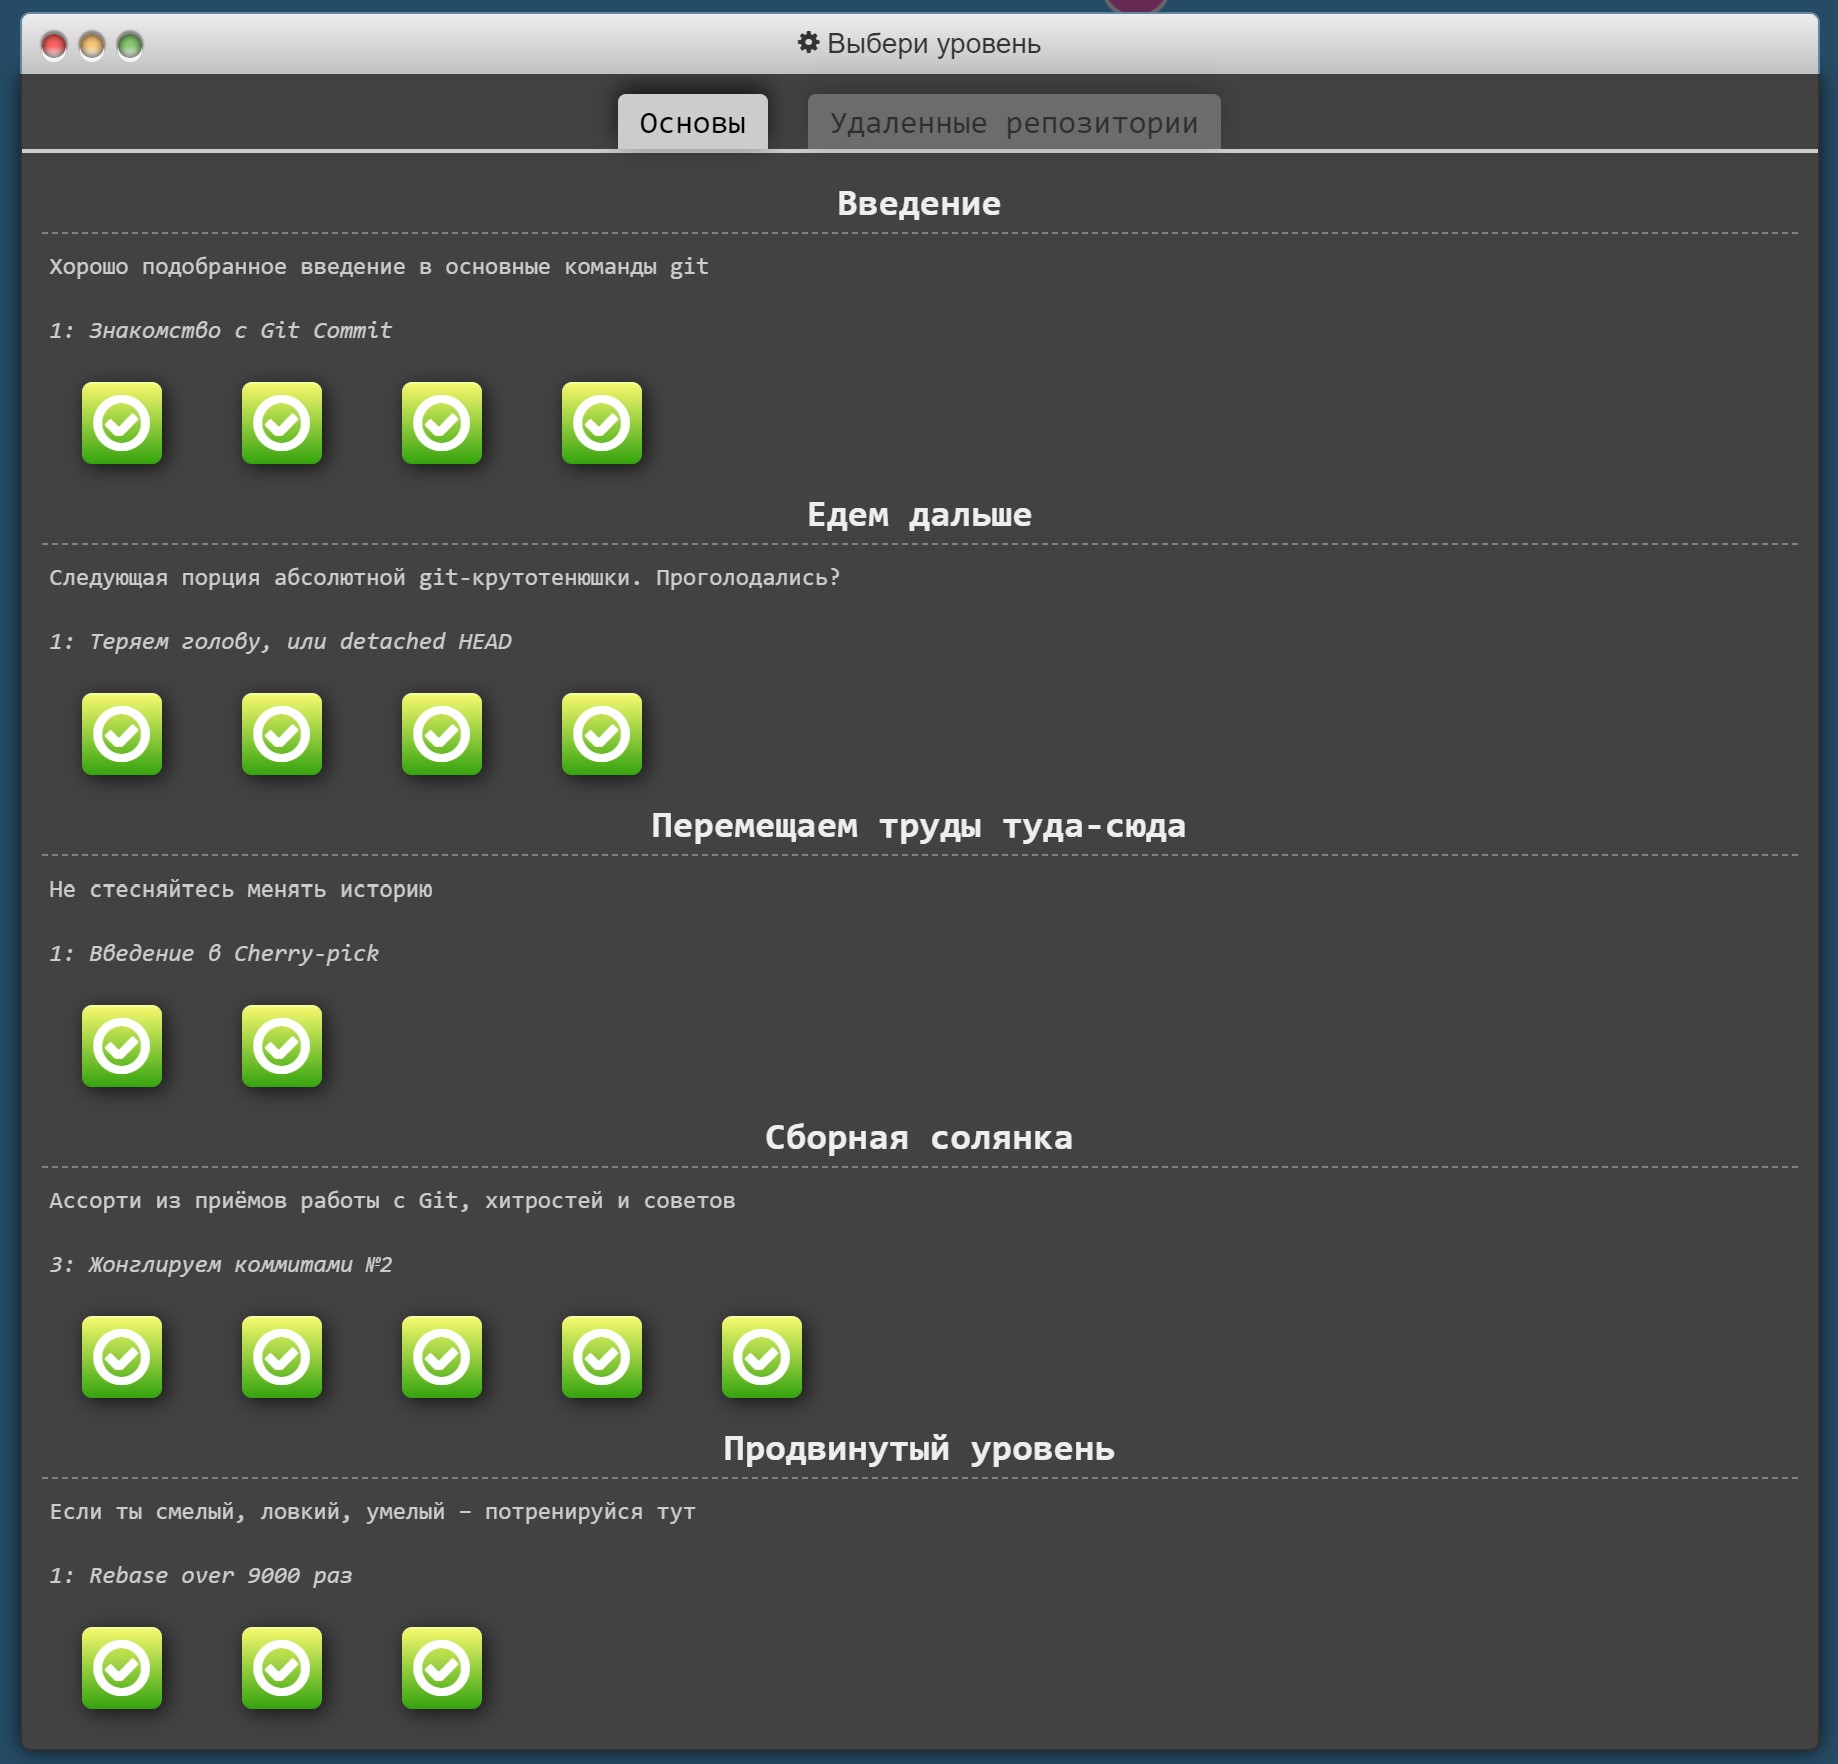 Выбери уровень
Основы
Удаленные репозитории
Введение
Хорошо подобранное введение в основные команды git
1: Знакомство с Git Commit
Едем дальше
Следующая порция абсолютной git-крутотенюшки. Проголодались?
1: Теряем голову, или detached HEAD
Перемещаем труды туда-сюда
Не стесняйтесь менять историю
1: Введение в Cherry-pick
Сборная солянка
Ассорти из приёмов работы с Git, хитростей и советов
3: Жонглируем коммитами №2
Продвинутый уровень
Если ты смелый, ловкий, умелый – потренируйся тут
1: Rebase over 9000 раз